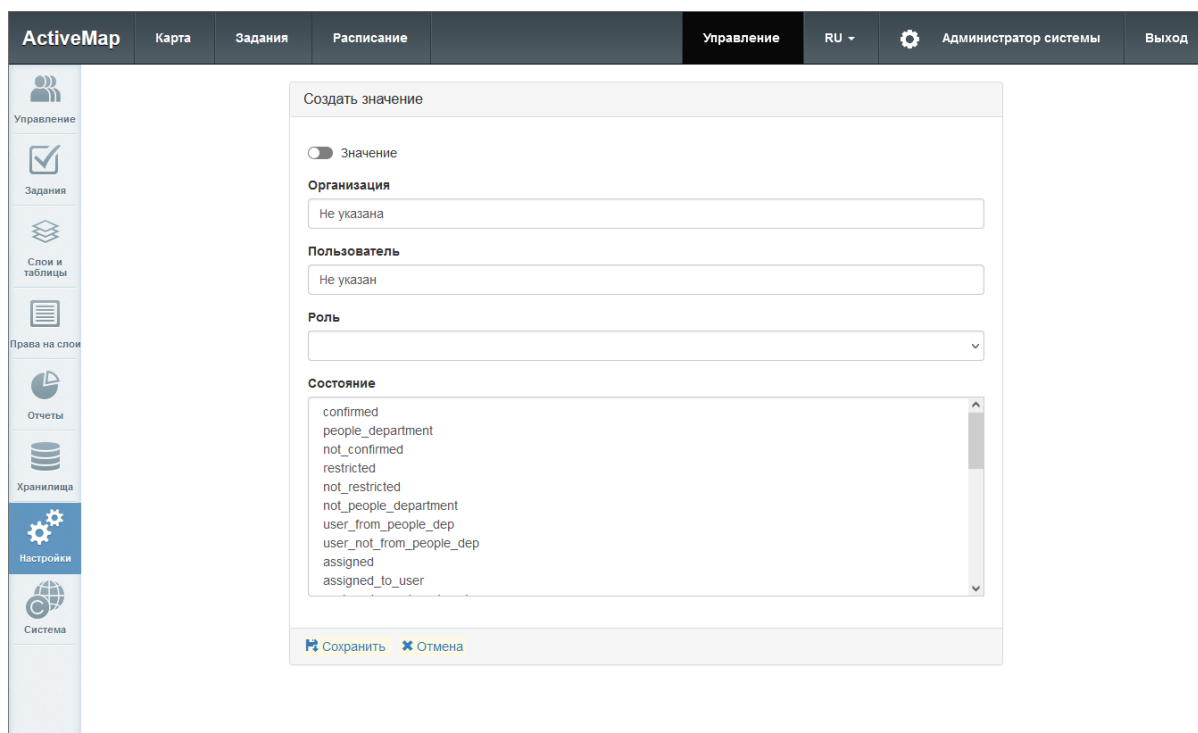 ActiveMap Карта Задания Расписание Управление RU Администратор системы Выход
Управление
Задания
Слои и
таблицы
Права на слои
Отчеты
Хранилища
Настройки
Система
Создать значение
Значение
Организация
Не указана
Пользователь
Не указан
Роль
Состояние
confirmed
people_department
not_confirmed
restricted
not_restricted
not_people_department
user_from_people_dep
user_not_from_people_dep
assigned
assigned_to_user
Сохранить Отмена